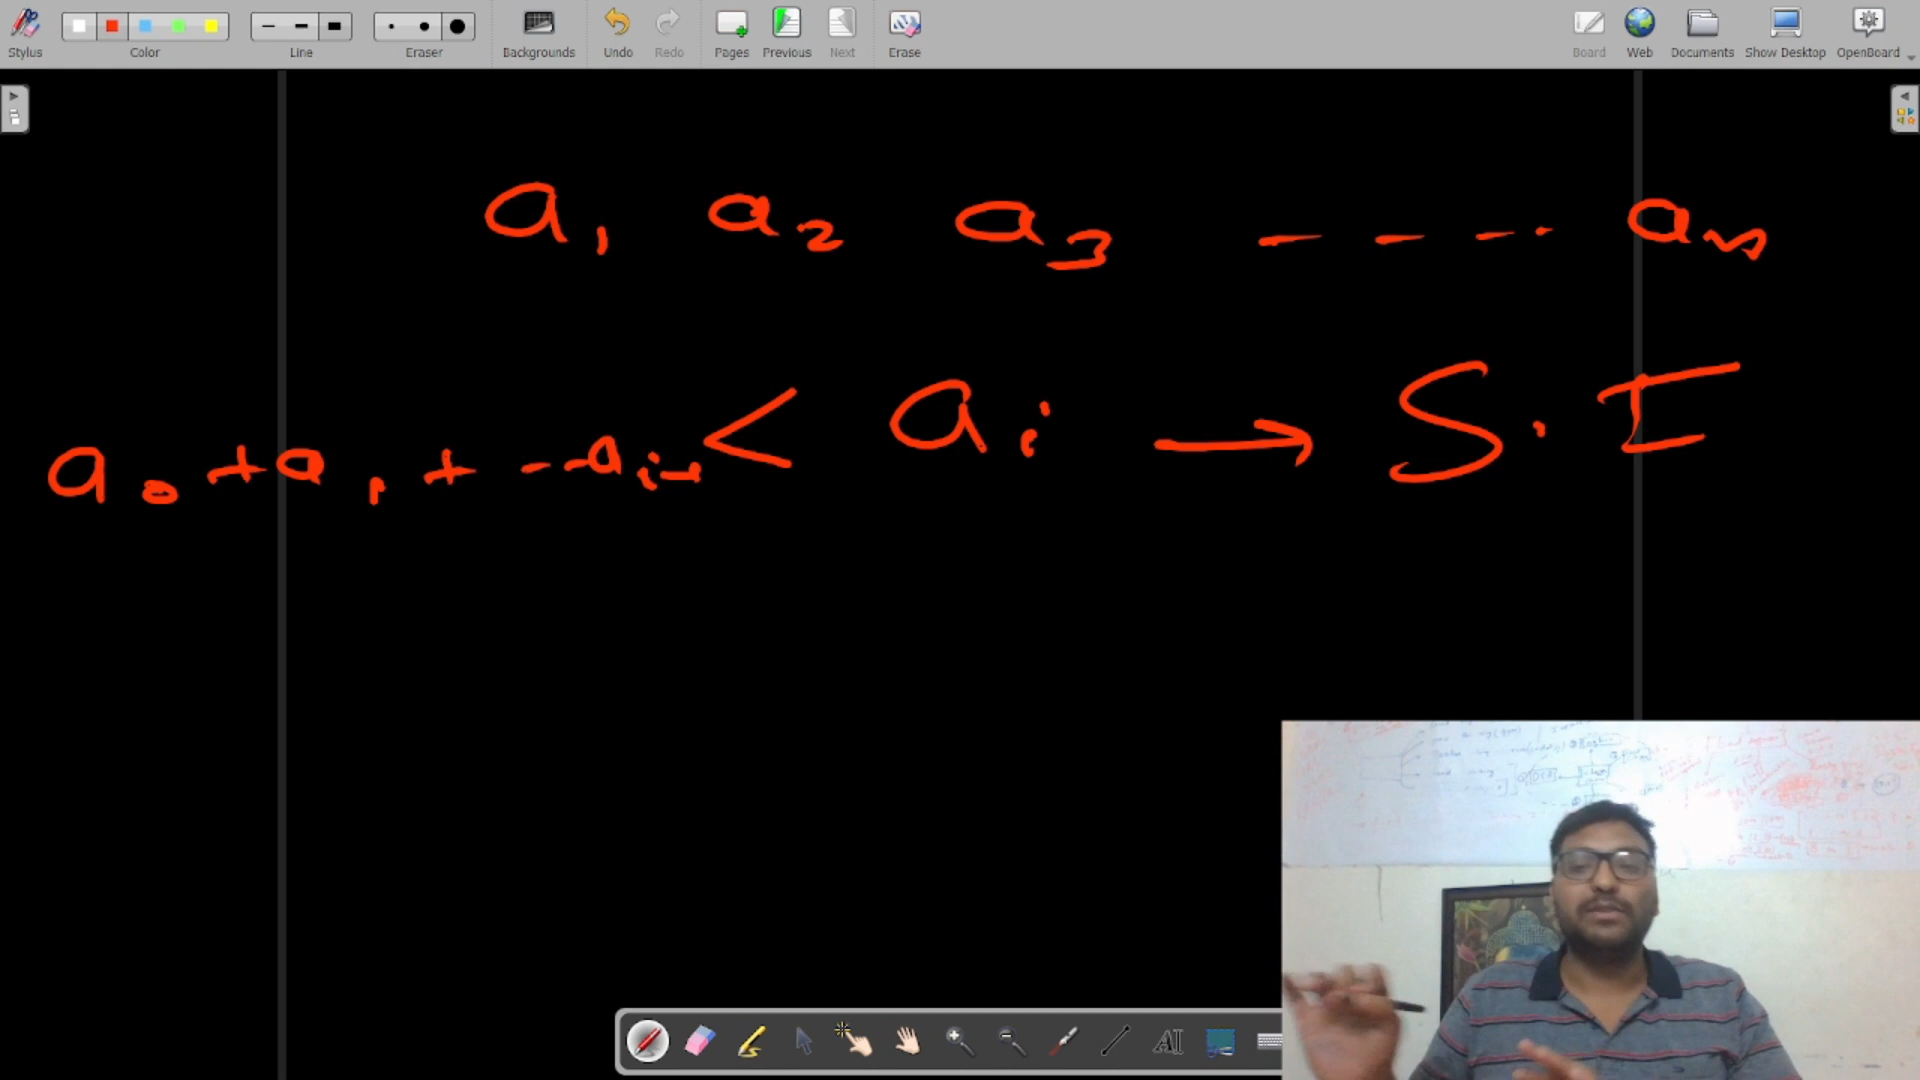 Stylus Color Line Eraser Backgrounds Undo Redo Pages Previous Next Erase Board Web Documents Show Desktop OpenBoard
a₁ a₂ a₃ ---- aₙ
a₀ + a₁ + --a i-1 < a i → S. I
AI